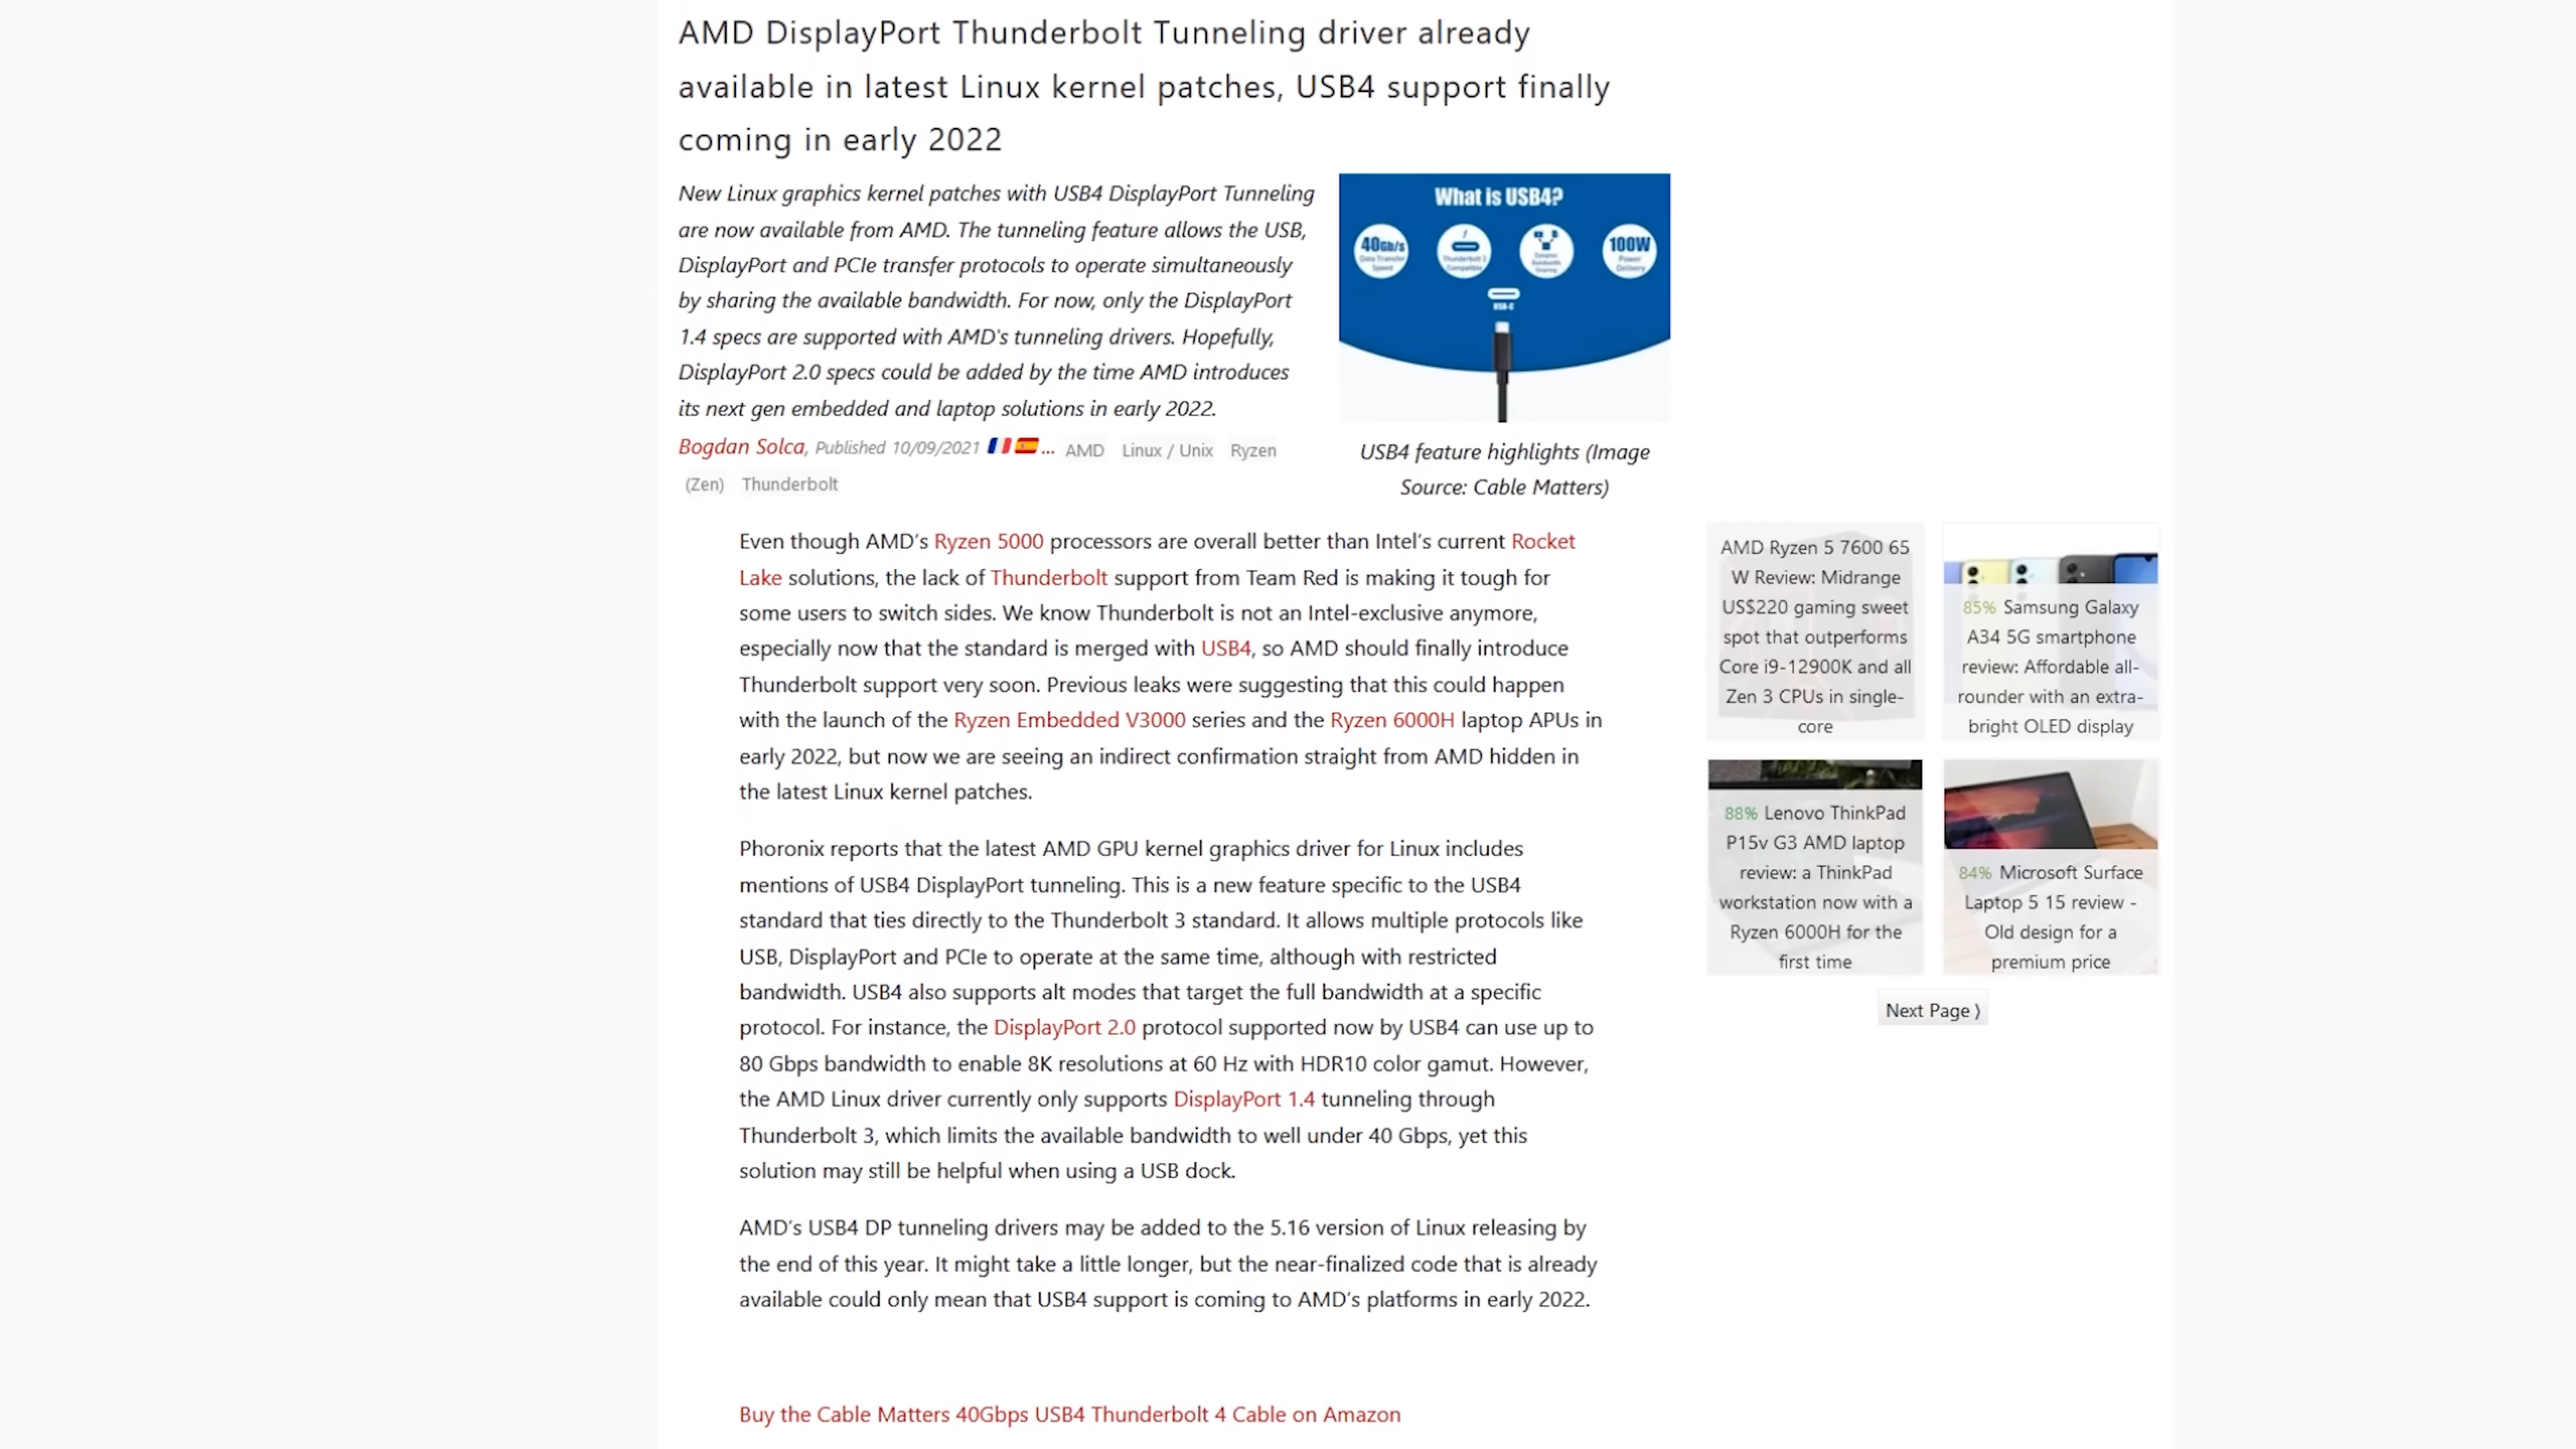 AMD DisplayPort Thunderbolt Tunneling driver already
available in latest Linux kernel patches, USB4 support finally
coming in early 2022
New Linux graphics kernel patches with USB4 DisplayPort Tunneling
are now available from AMD. The tunneling feature allows the USB,
DisplayPort and PCIe transfer protocols to operate simultaneously
by sharing the available bandwidth. For now, only the DisplayPort
1.4 specs are supported with AMD's tunneling drivers. Hopefully,
DisplayPort 2.0 specs could be added by the time AMD introduces
its next gen embedded and laptop solutions in early 2022.
Bogdan Solca, Published 10/09/2021 ... AMD Linux / Unix Ryzen
(Zen) Thunderbolt
What is USB4?
40Gb/s
Data Transfer
Speed
Thunderbolt 3
Compatible
Dynamic
Bandwidth
Sharing
100W
Power
Delivery
USB-C
USB4 feature highlights (Image
Source: Cable Matters)
Even though AMD's Ryzen 5000 processors are overall better than Intel's current Rocket
Lake solutions, the lack of Thunderbolt support from Team Red is making it tough for
some users to switch sides. We know Thunderbolt is not an Intel-exclusive anymore,
especially now that the standard is merged with USB4, so AMD should finally introduce
Thunderbolt support very soon. Previous leaks were suggesting that this could happen
with the launch of the Ryzen Embedded V3000 series and the Ryzen 6000H laptop APUs in
early 2022, but now we are seeing an indirect confirmation straight from AMD hidden in
the latest Linux kernel patches.
Phoronix reports that the latest AMD GPU kernel graphics driver for Linux includes
mentions of USB4 DisplayPort tunneling. This is a new feature specific to the USB4
standard that ties directly to the Thunderbolt 3 standard. It allows multiple protocols like
USB, DisplayPort and PCIe to operate at the same time, although with restricted
bandwidth. USB4 also supports alt modes that target the full bandwidth at a specific
protocol. For instance, the DisplayPort 2.0 protocol supported now by USB4 can use up to
80 Gbps bandwidth to enable 8K resolutions at 60 Hz with HDR10 color gamut. However,
the AMD Linux driver currently only supports DisplayPort 1.4 tunneling through
Thunderbolt 3, which limits the available bandwidth to well under 40 Gbps, yet this
solution may still be helpful when using a USB dock.
AMD's USB4 DP tunneling drivers may be added to the 5.16 version of Linux releasing by
the end of this year. It might take a little longer, but the near-finalized code that is already
available could only mean that USB4 support is coming to AMD's platforms in early 2022.
Buy the Cable Matters 40Gbps USB4 Thunderbolt 4 Cable on Amazon
AMD Ryzen 5 7600 65
W Review: Midrange
US$220 gaming sweet
spot that outperforms
Core i9-12900K and all
Zen 3 CPUs in single-
core
85% Samsung Galaxy
A34 5G smartphone
review: Affordable all-
rounder with an extra-
bright OLED display
88% Lenovo ThinkPad
P15v G3 AMD laptop
review: a ThinkPad
workstation now with a
Ryzen 6000H for the
first time
84% Microsoft Surface
Laptop 5 15 review -
Old design for a
premium price
Next Page ⟩